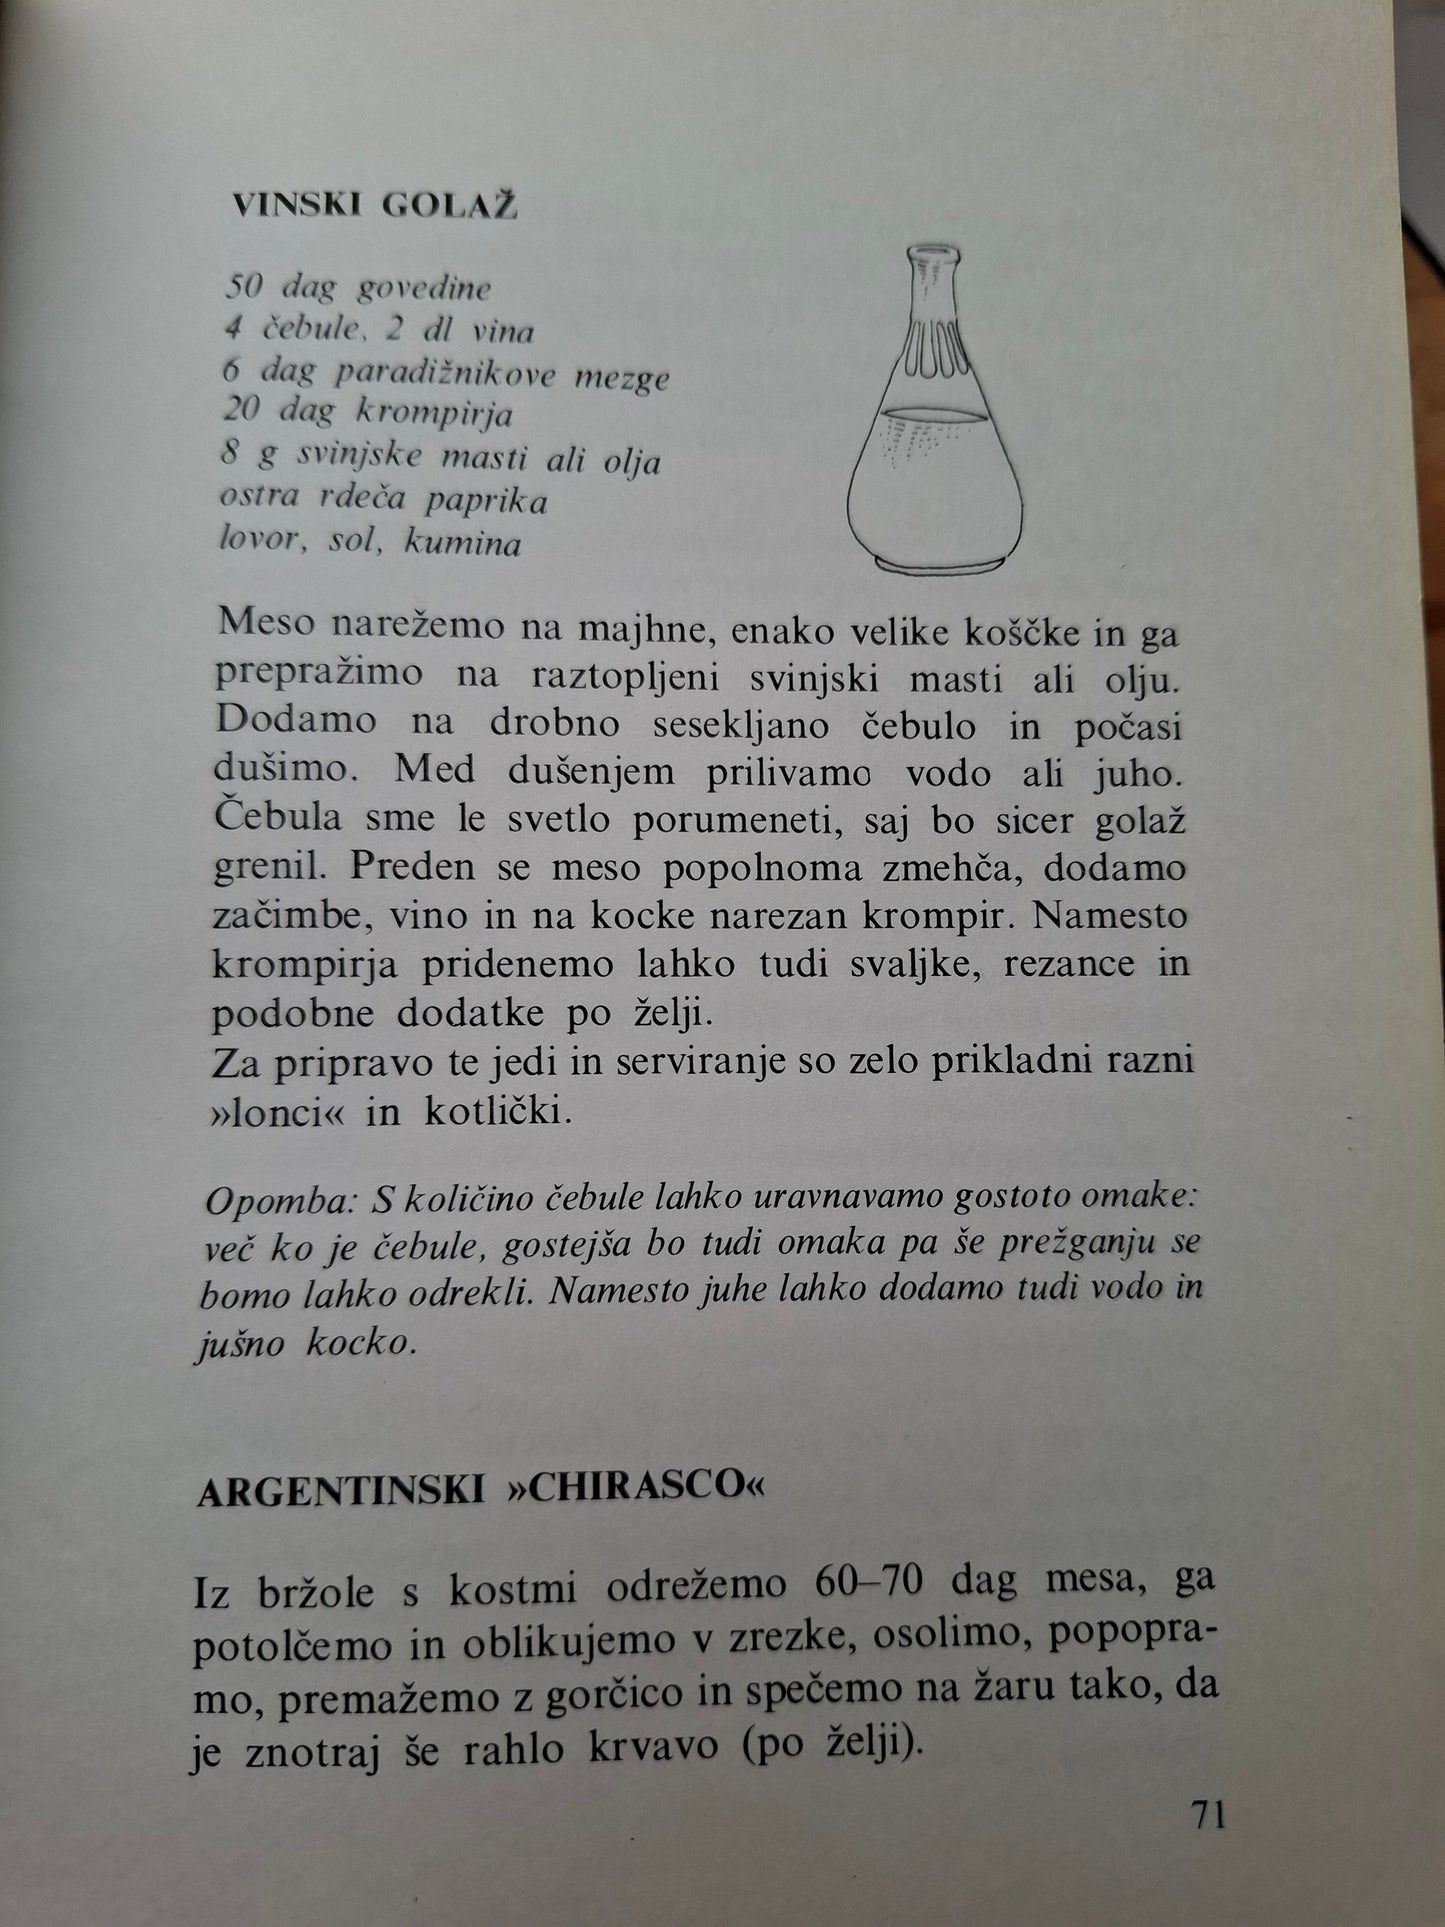 VINSKI GOLAŽ
50 dag govedine
4 čebule, 2 dl vina
6 dag paradižnikove mezge
20 dag krompirja
8 g svinjske masti ali olja
ostra rdeča paprika
lovor, sol, kumina
Meso narežemo na majhne, enako velike koščke in ga
prepražimo na raztopljeni svinjski masti ali olju.
Dodamo na drobno sesekljano čebulo in počasi
dušimo. Med dušenjem prilivamo vodo ali juho.
Čebula sme le svetlo porumeneti, saj bo sicer golaž
grenil. Preden se meso popolnoma zmehča, dodamo
začimbe, vino in na kocke narezan krompir. Namesto
krompirja pridenemo lahko tudi svaljke, rezance in
podobne dodatke po želji.
Za pripravo te jedi in serviranje so zelo prikladni razni
»lonci« in kotlički.
Opomba: S količino čebule lahko uravnavamo gostoto omake:
več ko je čebule, gostejša bo tudi omaka pa še prežganju se
bomo lahko odrekli. Namesto juhe lahko dodamo tudi vodo in
jušno kocko.
ARGENTINSKI »CHIRASCO«
Iz bržole s kostmi odrežemo 60–70 dag mesa, ga
potolčemo in oblikujemo v zrezke, osolimo, popopra-
mo, premažemo z gorčico in spečemo na žaru tako, da
je znotraj še rahlo krvavo (po želji).
71